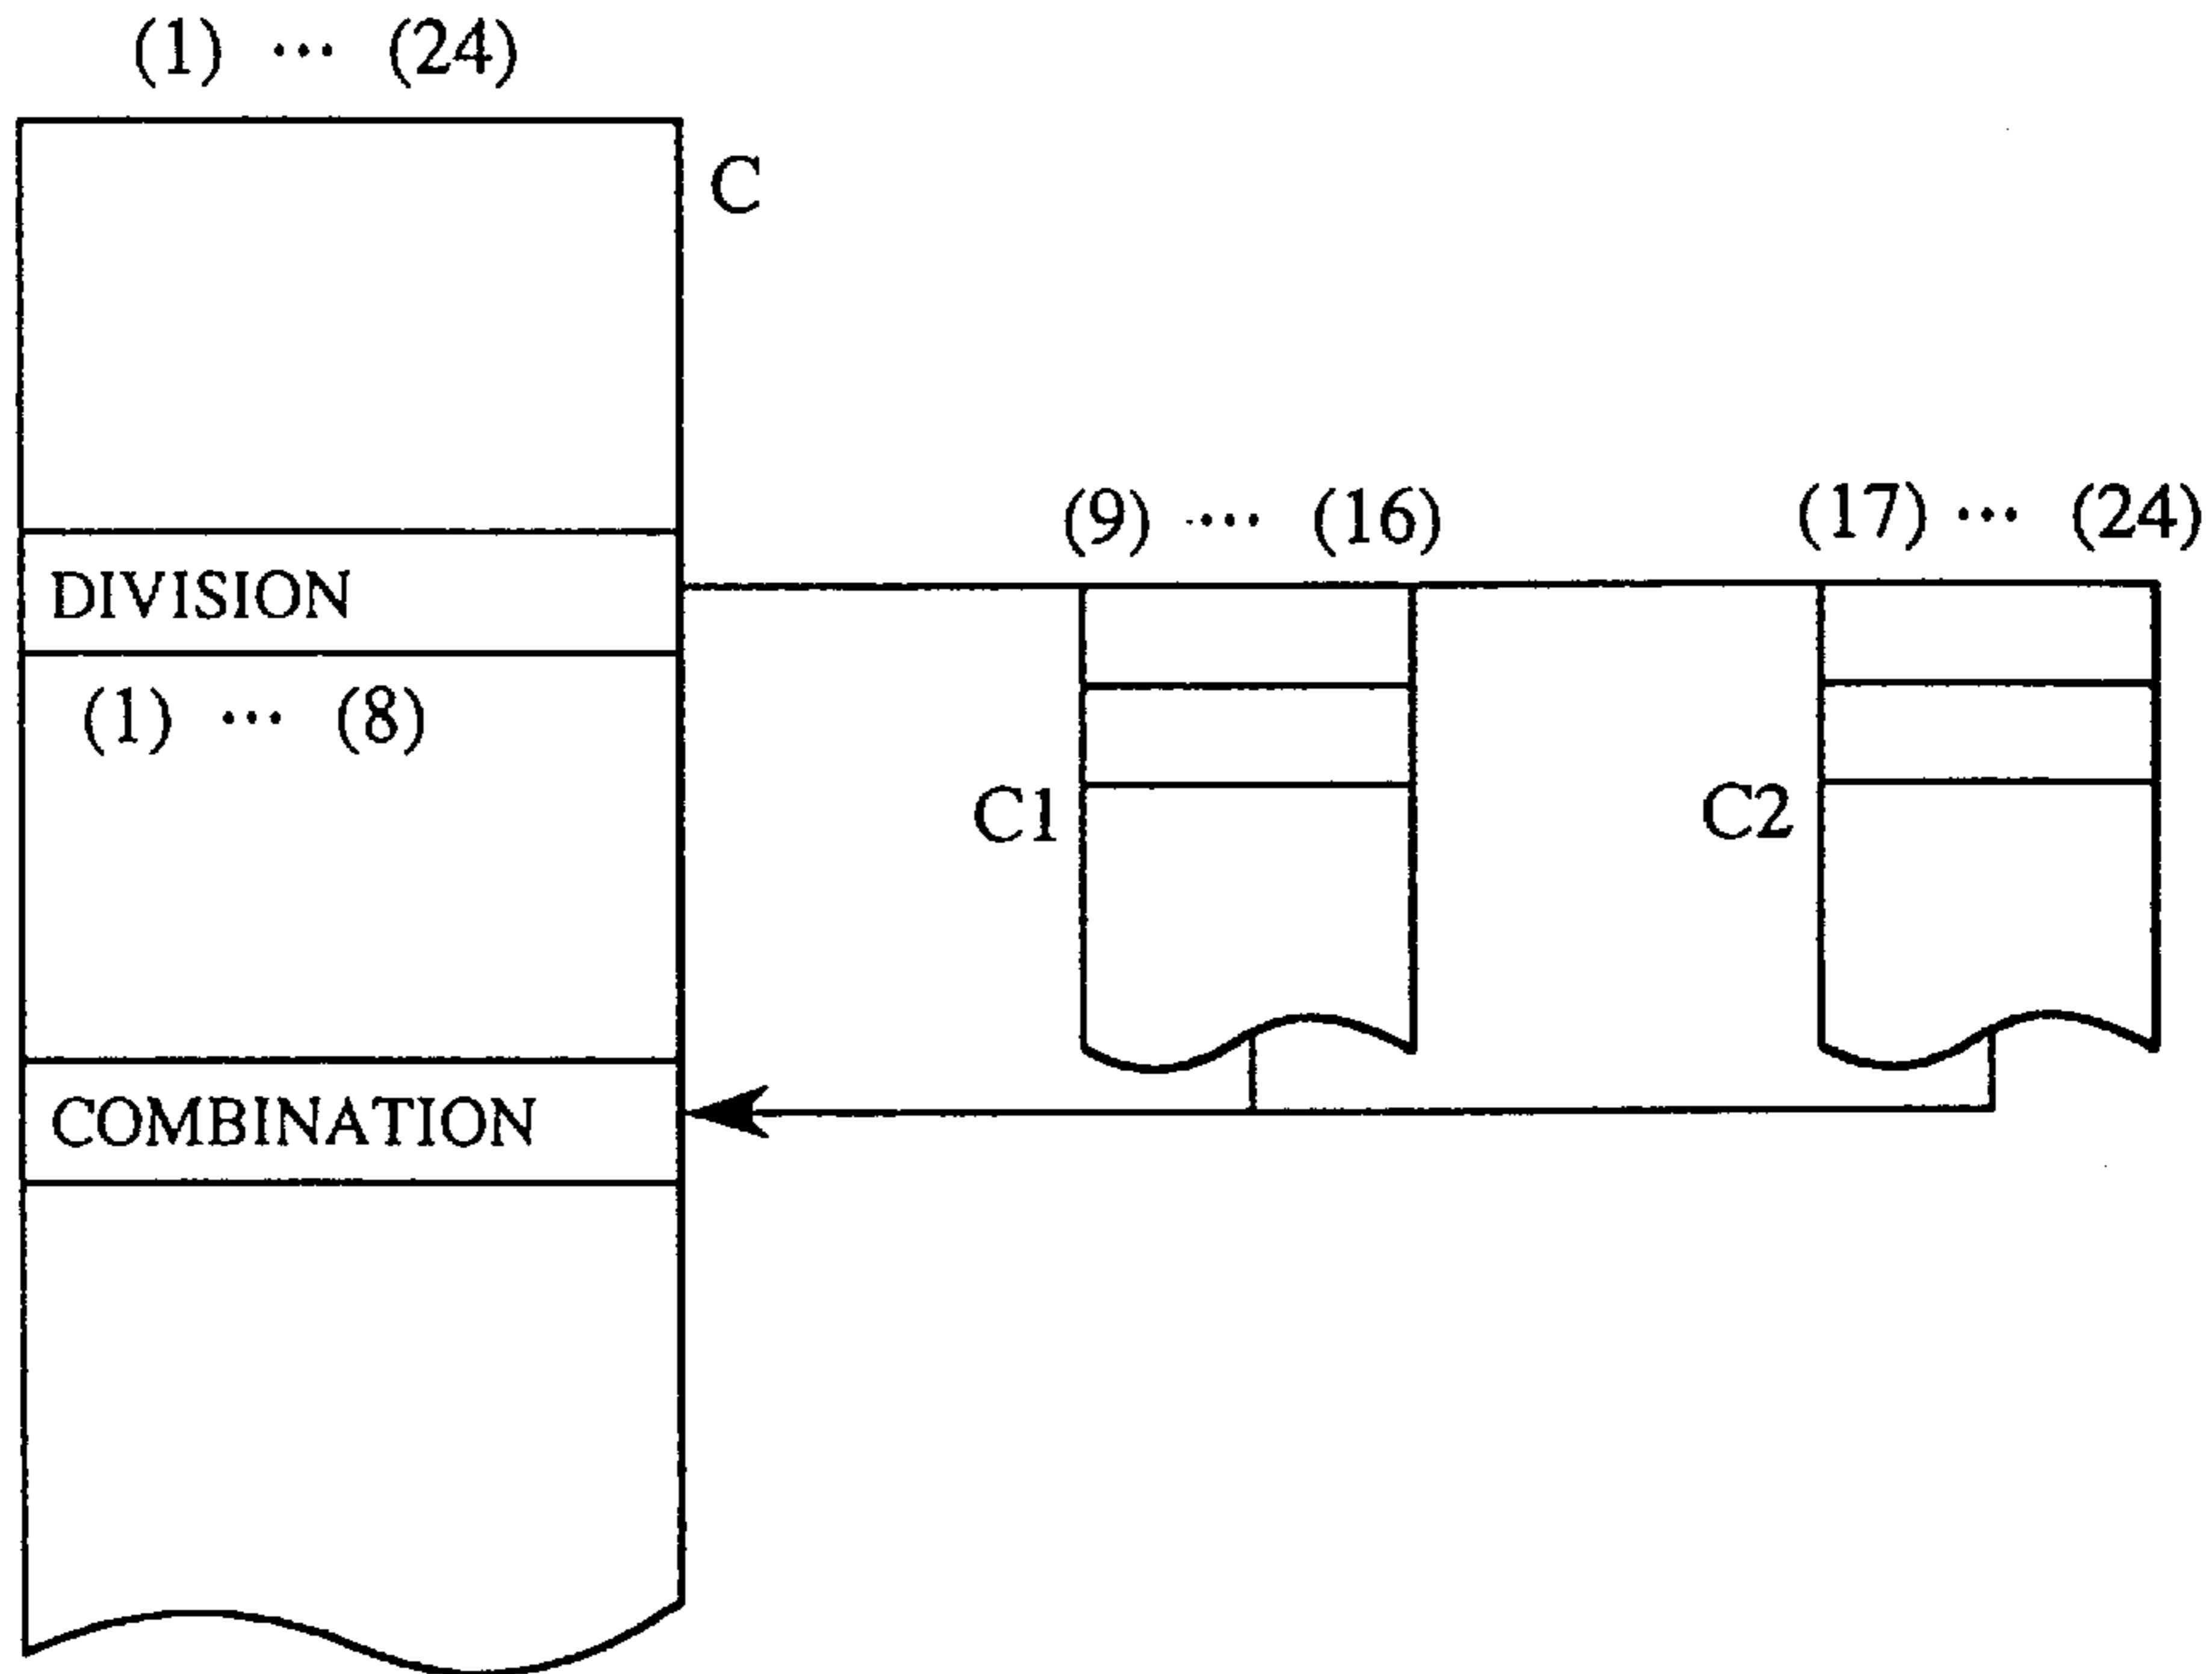 (1) ··· (24)
C
(9) ··· (16)
(17) ··· (24)
DIVISION
(1) ··· (8)
C1
C2
COMBINATION